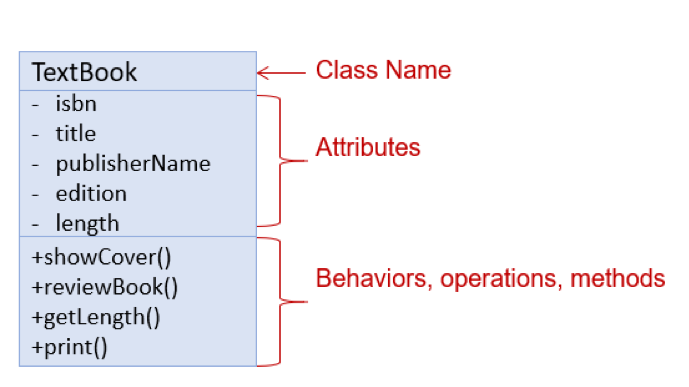 TextBook
Class Name
- isbn
- title
- publisherName
- edition
- length
Attributes
+showCover()
+reviewBook()
+getLength()
+print()
Behaviors, operations, methods